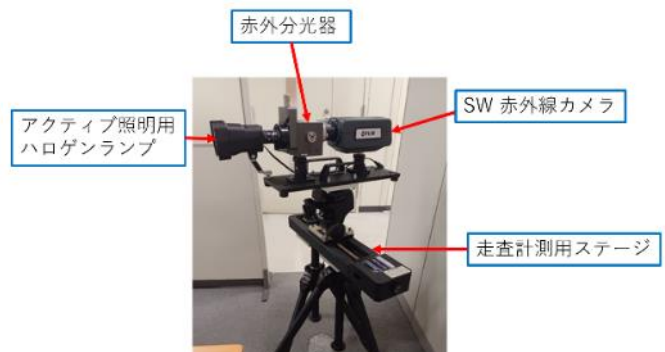 赤外分光器
SW 赤外線カメラ
アクティブ照明用
ハロゲンランプ
走査計測用ステージ